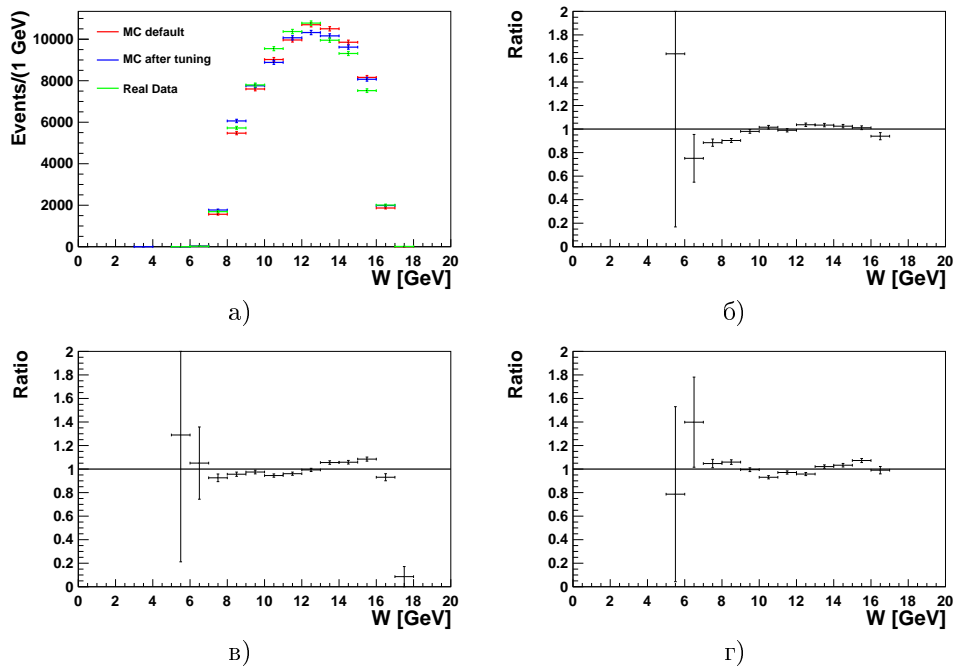 Events/(1 GeV)
10000
8000
6000
4000
2000
0
MC default
MC after tuning
Real Data
0 2 4 6 8 10 12 14 16 18 20
W [GeV]
а)
Ratio
2
1.8
1.6
1.4
1.2
1
0.8
0.6
0.4
0.2
0
0 2 4 6 8 10 12 14 16 18 20
W [GeV]
б)
Ratio
2
1.8
1.6
1.4
1.2
1
0.8
0.6
0.4
0.2
0
0 2 4 6 8 10 12 14 16 18 20
W [GeV]
в)
Ratio
2
1.8
1.6
1.4
1.2
1
0.8
0.6
0.4
0.2
0
0 2 4 6 8 10 12 14 16 18 20
W [GeV]
г)